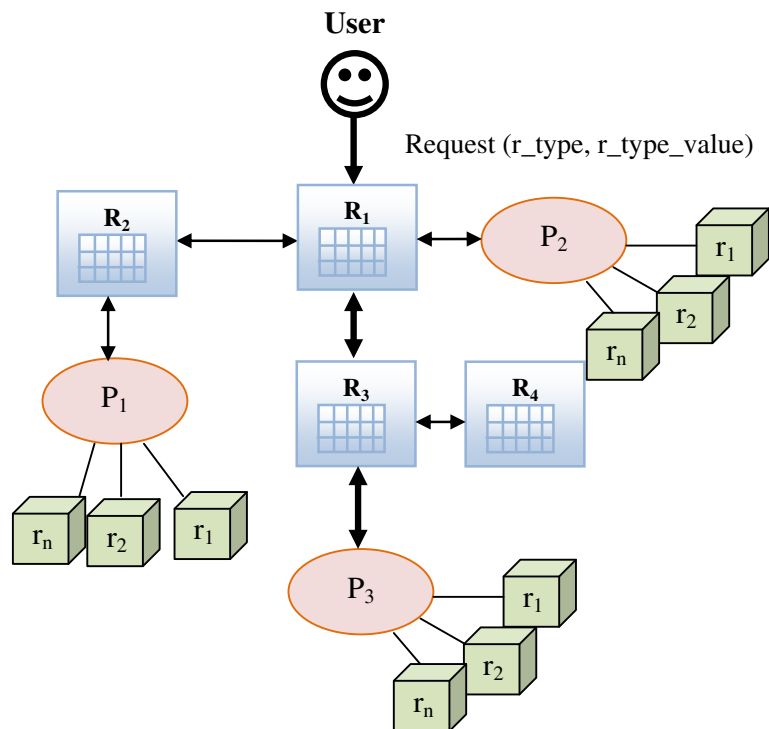 User
Request (r_type, r_type_value)
R₂
R₁
P₂
r₁
r₂
rₙ
P₁
R₃
R₄
rₙ
r₂
r₁
P₃
r₁
r₂
rₙ